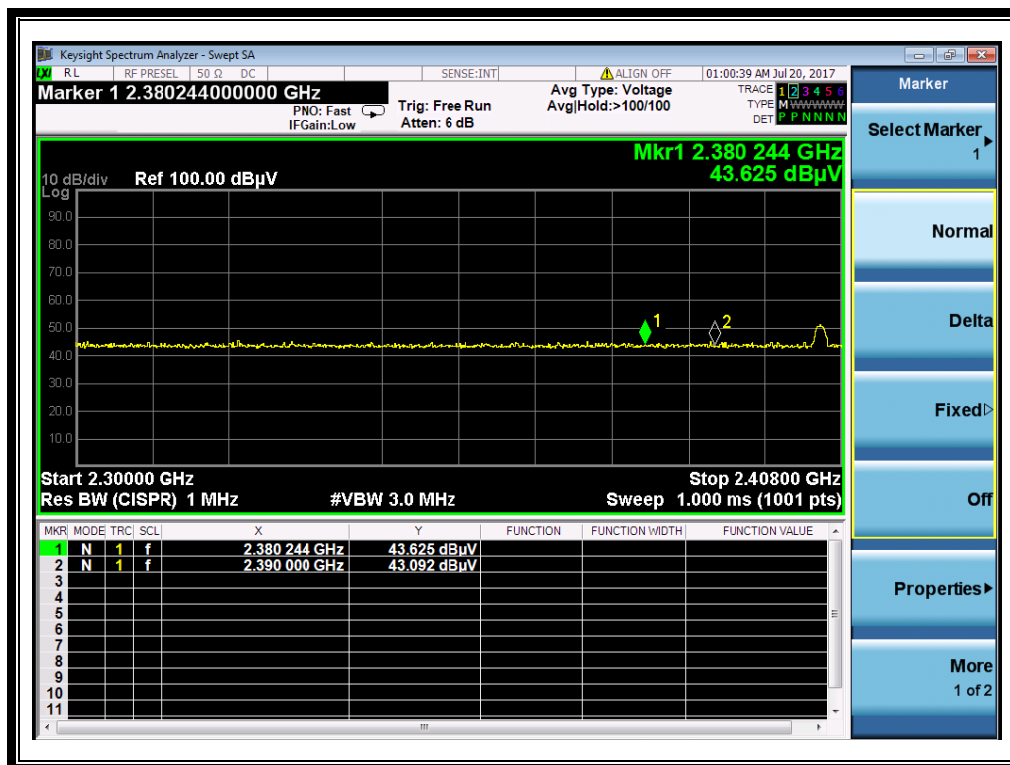 Keysight Spectrum Analyzer - Swept SA
LXI RL RF PRESEL 50 Ω DC SENSE:INT ALIGN OFF 01:00:39 AM Jul 20, 2017
Marker 1 2.380244000000 GHz
PNO: Fast
IFGain:Low
Trig: Free Run
Atten: 6 dB
Avg Type: Voltage
Avg|Hold:>100/100
TRACE 1 2 3 4 5 6
TYPE M WWWWW
DET P P N N N N
Mkr1 2.380 244 GHz
43.625 dBµV
10 dB/div Ref 100.00 dBµV
Log
90.0
80.0
70.0
60.0
50.0
40.0
30.0
20.0
10.0
1
2
Start 2.30000 GHz Stop 2.40800 GHz
Res BW (CISPR) 1 MHz #VBW 3.0 MHz Sweep 1.000 ms (1001 pts)
MKR MODE TRC SCL X Y FUNCTION FUNCTION WIDTH FUNCTION VALUE
1 N 1 f 2.380 244 GHz 43.625 dBµV
2 N 1 f 2.390 000 GHz 43.092 dBµV
3
4
5
6
7
8
9
10
11
Marker
Select Marker
1
Normal
Delta
Fixed
Off
Properties
More
1 of 2